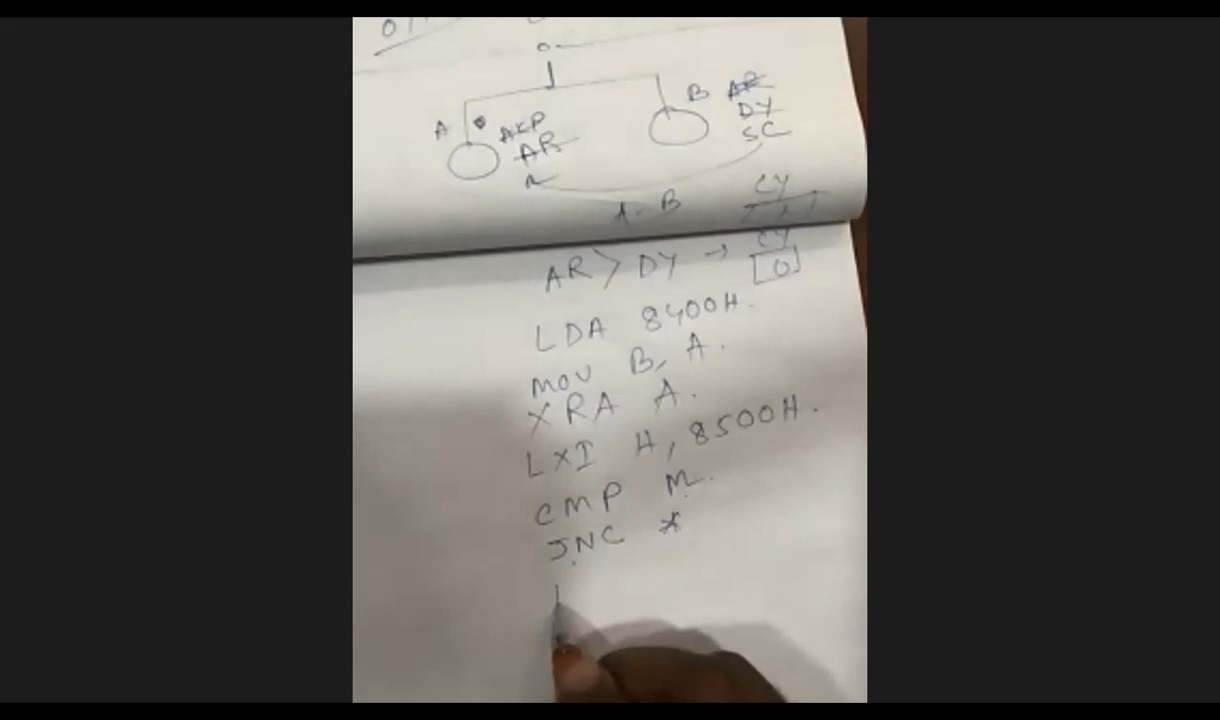 A
AKP
AR
B
AR
DY
SC
A - B
CY
CY
AR > DY → 0
LDA 8400H.
MOV B, A.
XRA A.
LXI H, 8500H.
CMP M.
JNC *